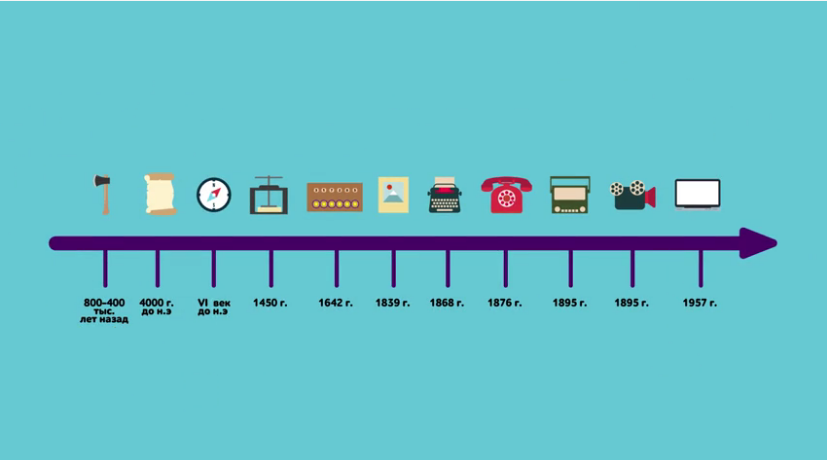 800-400
тыс.
лет назад
4000 г.
до н.э
VI век
до н.э
1450 г.
1642 г.
1839 г.
1868 г.
1876 г.
1895 г.
1895 г.
1957 г.